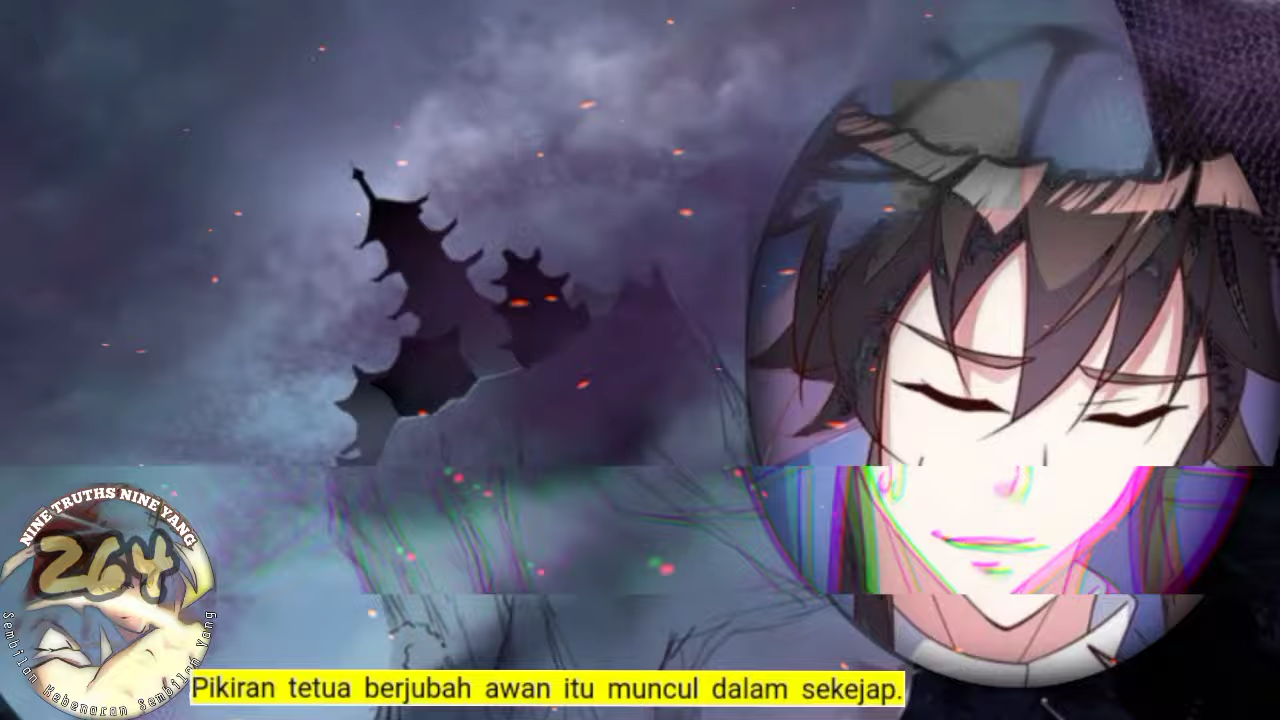 NINE TRUTHS NINE YANG
264
Sembilan Kebenaran Sembilan Yang
Pikiran tetua berjubah awan itu muncul dalam sekejap.